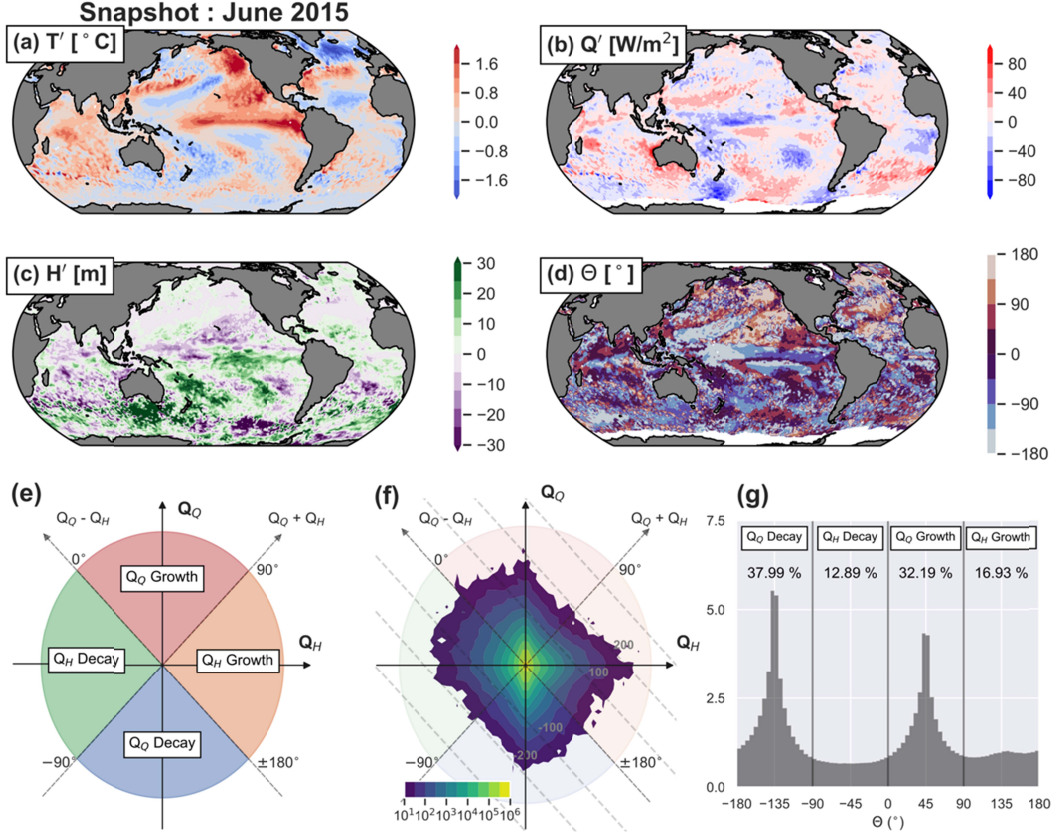 Snapshot : June 2015
(a) T′ [°C]
1.6
0.8
0.0
−0.8
−1.6
(b) Q′ [W/m²]
80
40
0
−40
−80
(c) H′ [m]
30
20
10
0
−10
−20
−30
(d) Θ [°]
180
90
0
−90
−180
(e)
Q_Q
Q_Q - Q_H
Q_Q + Q_H
0°
90°
Q_Q Growth
Q_H
Q_H Decay
Q_H Growth
Q_Q Decay
−90°
±180°
(f)
Q_Q
Q_Q - Q_H
Q_Q + Q_H
0°
90°
Q_H
200
100
-100
-200
−90°
±180°
10¹ 10² 10³ 10⁴ 10⁵ 10⁶
(g)
7.5
Q_Q Decay Q_H Decay Q_Q Growth Q_H Growth
37.99 % 12.89 % 32.19 % 16.93 %
5.0
2.5
0.0
−180 −135 −90 −45 0 45 90 135 180
Θ (°)